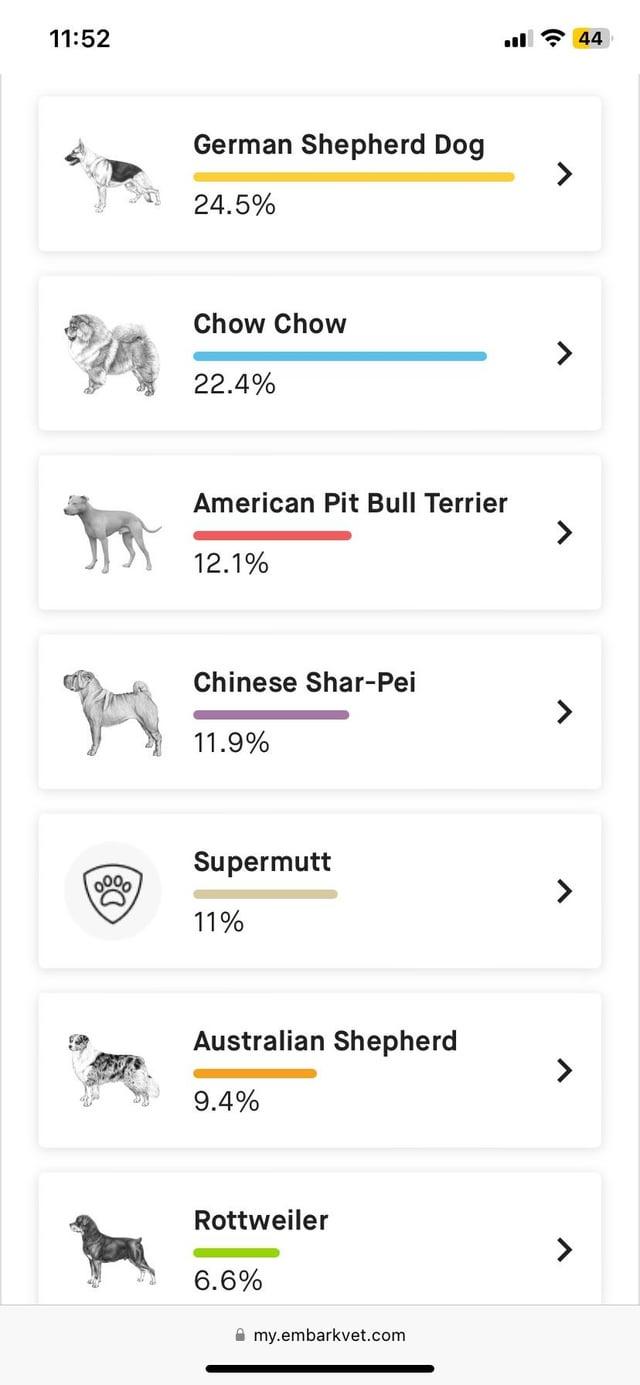 11:52
44
German Shepherd Dog
24.5%
Chow Chow
22.4%
American Pit Bull Terrier
12.1%
Chinese Shar-Pei
11.9%
Supermutt
11%
Australian Shepherd
9.4%
Rottweiler
6.6%
my.embarkvet.com